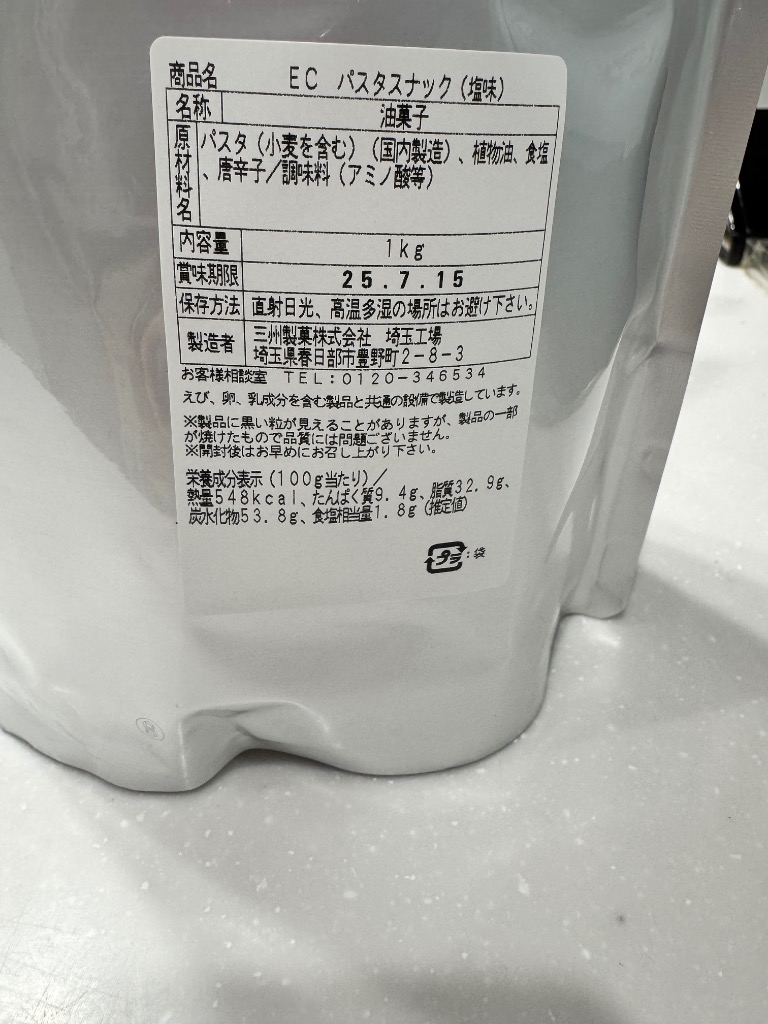 商品名 EC パスタスナック(塩味)
名称 油菓子
原材料名 パスタ(小麦を含む)(国内製造)、植物油、食塩
、唐辛子/調味料(アミノ酸等)
内容量 1kg
賞味期限 25.7.15
保存方法 直射日光、高温多湿の場所はお避け下さい。
製造者 三州製菓株式会社 埼玉工場
埼玉県春日部市豊野町2-8-3
お客様相談室 TEL:0120-346534
えび、卵、乳成分を含む製品と共通の設備で製造しています。
※製品に黒い粒が見えることがありますが、製品の一部
が焼けたもので品質には問題ございません。
※開封後はお早めにお召し上がり下さい。
栄養成分表示(100g当たり)/
熱量548kcal、たんぱく質9.4g、脂質32.9g、
炭水化物53.8g、食塩相当量1.8g(推定値)
プラ:袋